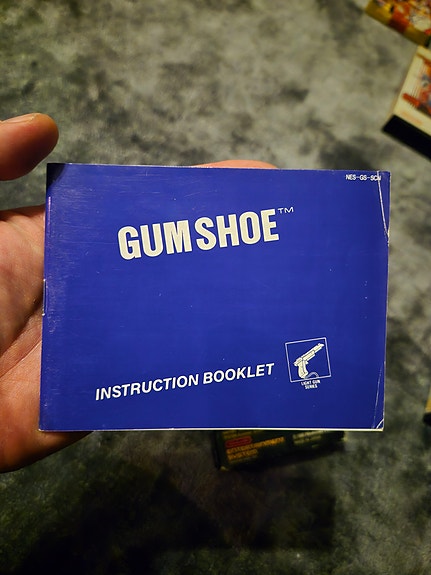 NES-GS-SCN
GUMSHOE™
INSTRUCTION BOOKLET
LIGHT GUN
SERIES